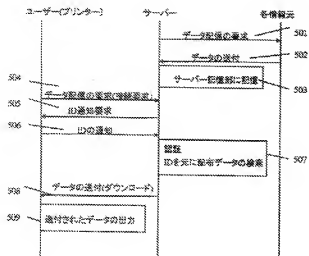 ユーザー(プリンター)
サーバー
各情報元
データ配信の要求
501
データの送付
502
サーバー記憶部に記憶
503
504
データ配信の要求(接続要求)
505
ID通知要求
506
IDの通知
認証
IDを元に配布データの検索
507
508
データの送付(ダウンロード)
509
送付されたデータの出力